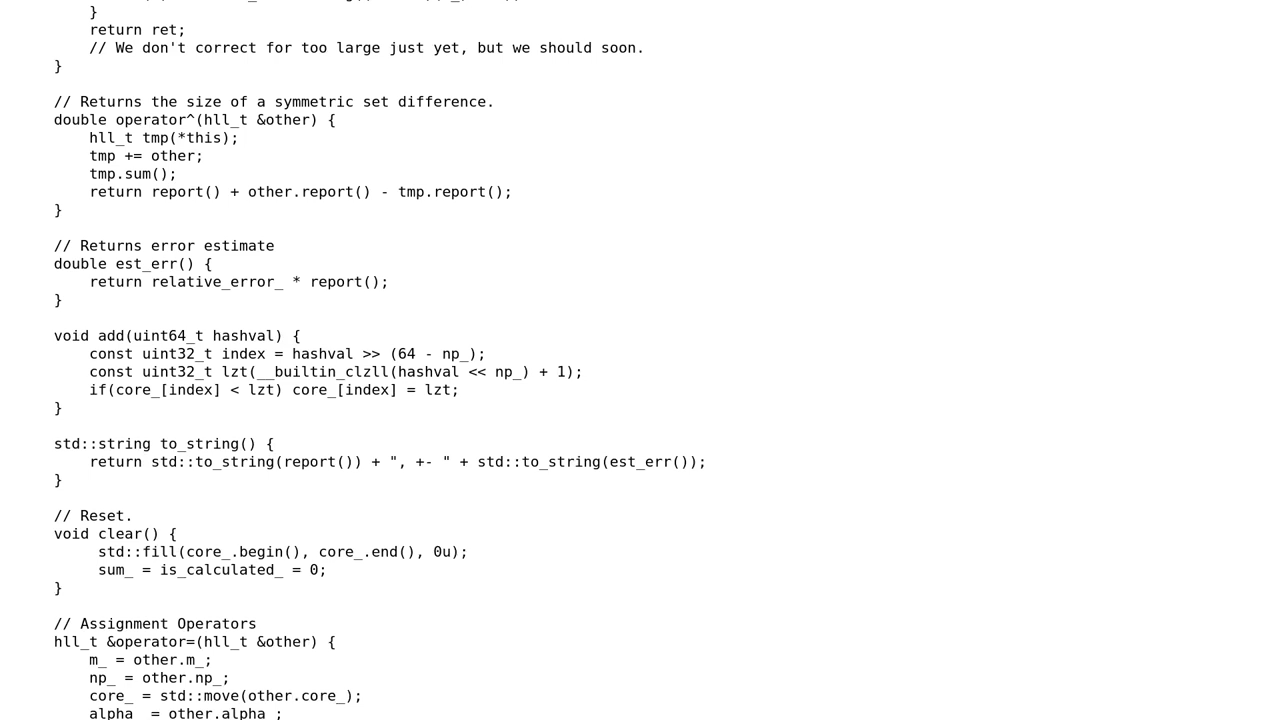 }
return ret;
// We don't correct for too large just yet, but we should soon.
}
// Returns the size of a symmetric set difference.
double operator^(hll_t &other) {
hll_t tmp(*this);
tmp += other;
tmp.sum();
return report() + other.report() - tmp.report();
}
// Returns error estimate
double est_err() {
return relative_error_ * report();
}
void add(uint64_t hashval) {
const uint32_t index = hashval >> (64 - np_);
const uint32_t lzt(__builtin_clzll(hashval << np_) + 1);
if(core_[index] < lzt) core_[index] = lzt;
}
std::string to_string() {
return std::to_string(report()) + ", +- " + std::to_string(est_err());
}
// Reset.
void clear() {
std::fill(core_.begin(), core_.end(), 0u);
sum_ = is_calculated_ = 0;
}
// Assignment Operators
hll_t &operator=(hll_t &other) {
m_ = other.m_;
np_ = other.np_;
core_ = std::move(other.core_);
alpha_ = other.alpha_;